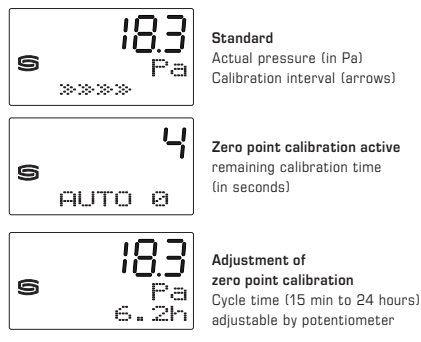 18.3
Pa
»»»»
Standard
Actual pressure (in Pa)
Calibration interval (arrows)
4
AUTO 0
Zero point calibration active
remaining calibration time
(in seconds)
18.3
Pa
6.2h
Adjustment of
zero point calibration
Cycle time (15 min to 24 hours)
adjustable by potentiometer